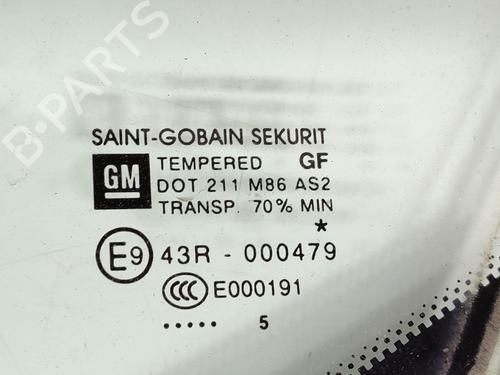 B-PARTS
SAINT-GOBAIN SEKURIT
GM TEMPERED GF
DOT 211 M86 AS2
TRANSP. 70% MIN
*
E9 43R - 000479
CCC E000191
..... 5